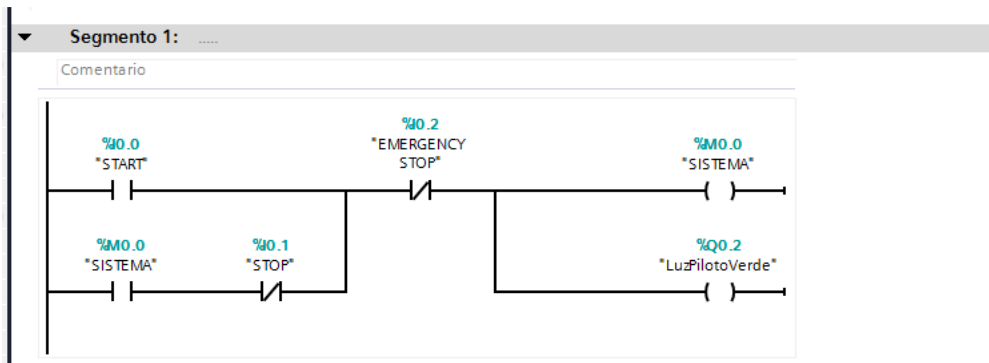 Segmento 1: .....
Comentario
%I0.0
"START"
%I0.2
"EMERGENCY
STOP"
%M0.0
"SISTEMA"
%M0.0
"SISTEMA"
%I0.1
"STOP"
%Q0.2
"LuzPilotoVerde"